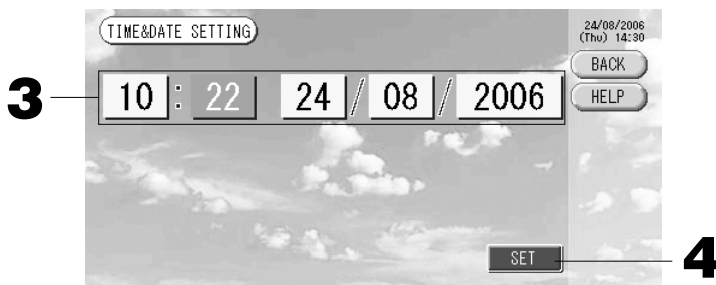 TIME&DATE SETTING
24/08/2006
(Thu) 14:30
BACK
3
10 : 22 24 / 08 / 2006
HELP
SET
4